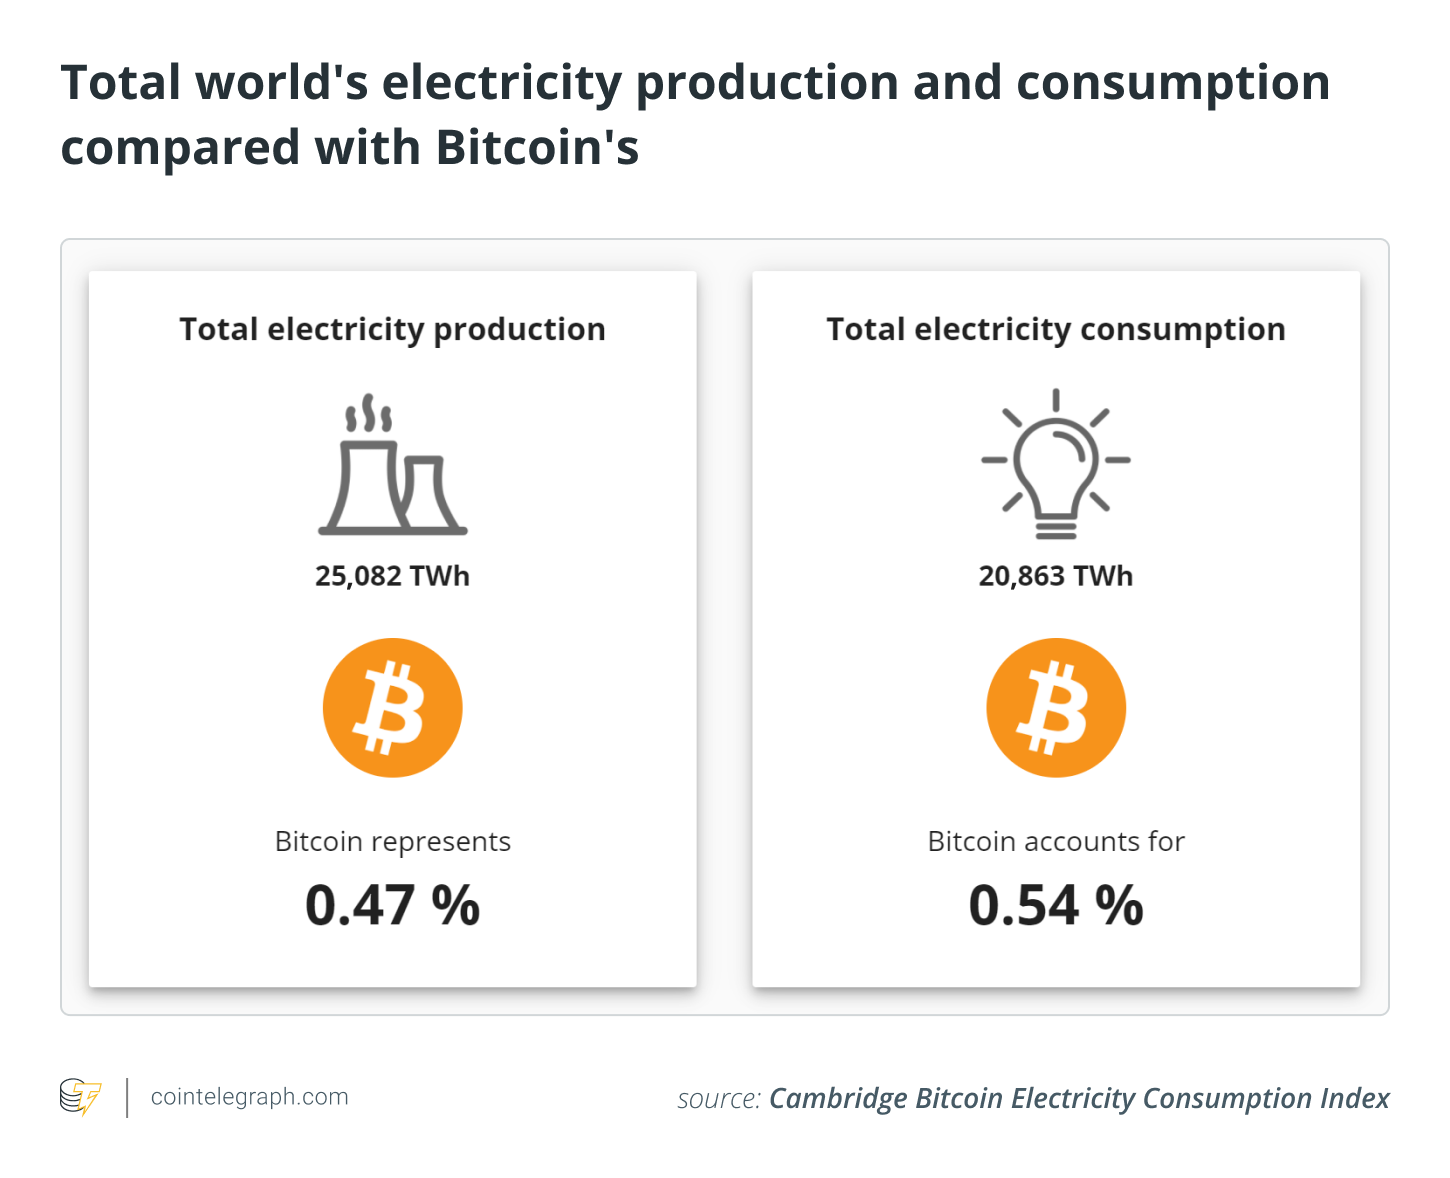 Total world's electricity production and consumption
compared with Bitcoin's
Total electricity production
25,082 TWh
Bitcoin represents
0.47 %
Total electricity consumption
20,863 TWh
Bitcoin accounts for
0.54 %
cointelegraph.com
source: Cambridge Bitcoin Electricity Consumption Index